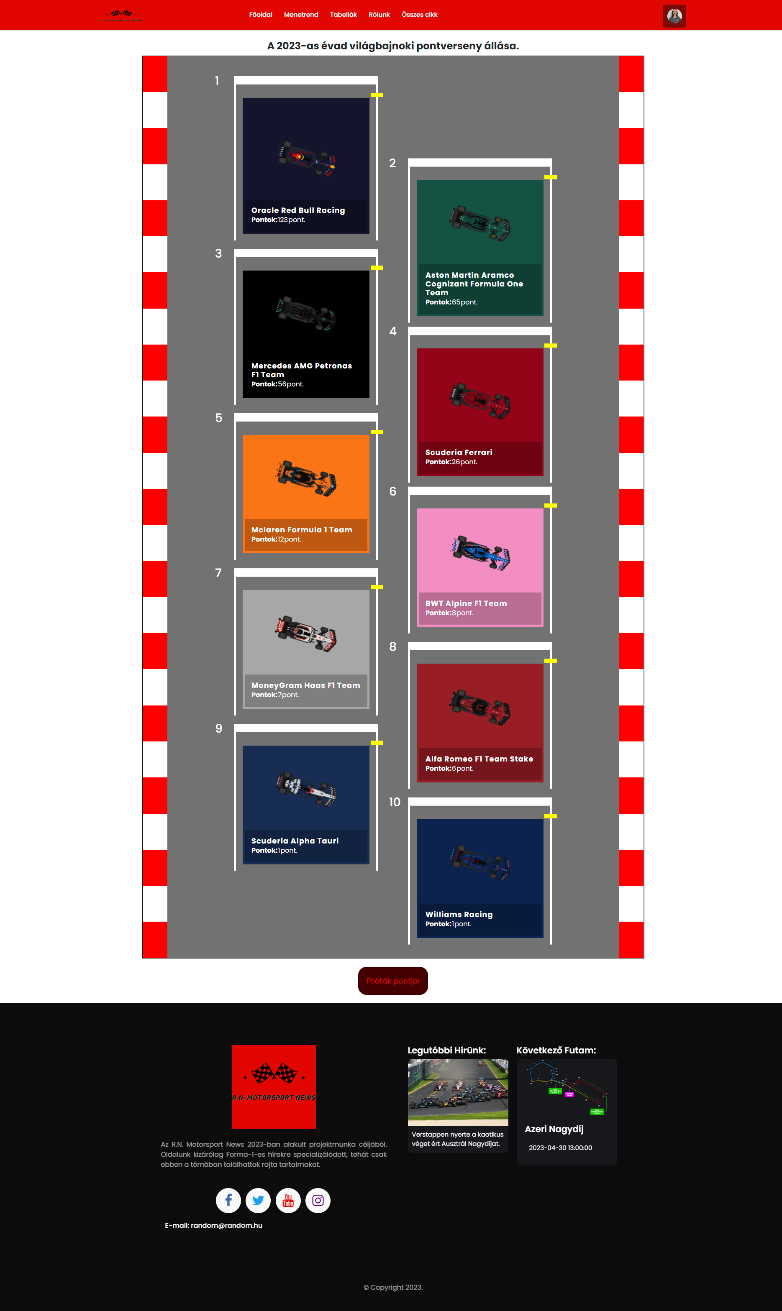 Főoldal Menetrend Tabellák Rólunk Összes cikk
A 2023-as évad világbajnoki pontverseny állása.
1
Oracle Red Bull Racing
Pontok:123pont.
2
Aston Martin Aramco
Cognizant Formula One
Team
Pontok:65pont.
3
Mercedes AMG Petronas
F1 Team
Pontok:56pont.
4
Scuderia Ferrari
Pontok:26pont.
5
Mclaren Formula 1 Team
Pontok:12pont.
6
BWT Alpine F1 Team
Pontok:8pont.
7
MoneyGram Haas F1 Team
Pontok:7pont.
8
Alfa Romeo F1 Team Stake
Pontok:6pont.
9
Scuderia Alpha Tauri
Pontok:1pont.
10
Williams Racing
Pontok:1pont.
Pilóták pontjai
R.N. MOTORSPORT NEWS
Az R.N. Motorsport News 2023-ban alakult projektmunka céljából.
Oldalunk kizárólag Forma-1-es hírekre specializálódott, tehát csak
ebben a témában találhattok rajta tartalmakat.
You
Tube
E-mail: random@random.hu
Legutóbbi Hírünk:
Verstappen nyerte a kaotikus
véget ért Ausztrál Nagydíjat.
Következő Futam:
Azeri Nagydíj
2023-04-30 13:00:00
© Copyright 2023.